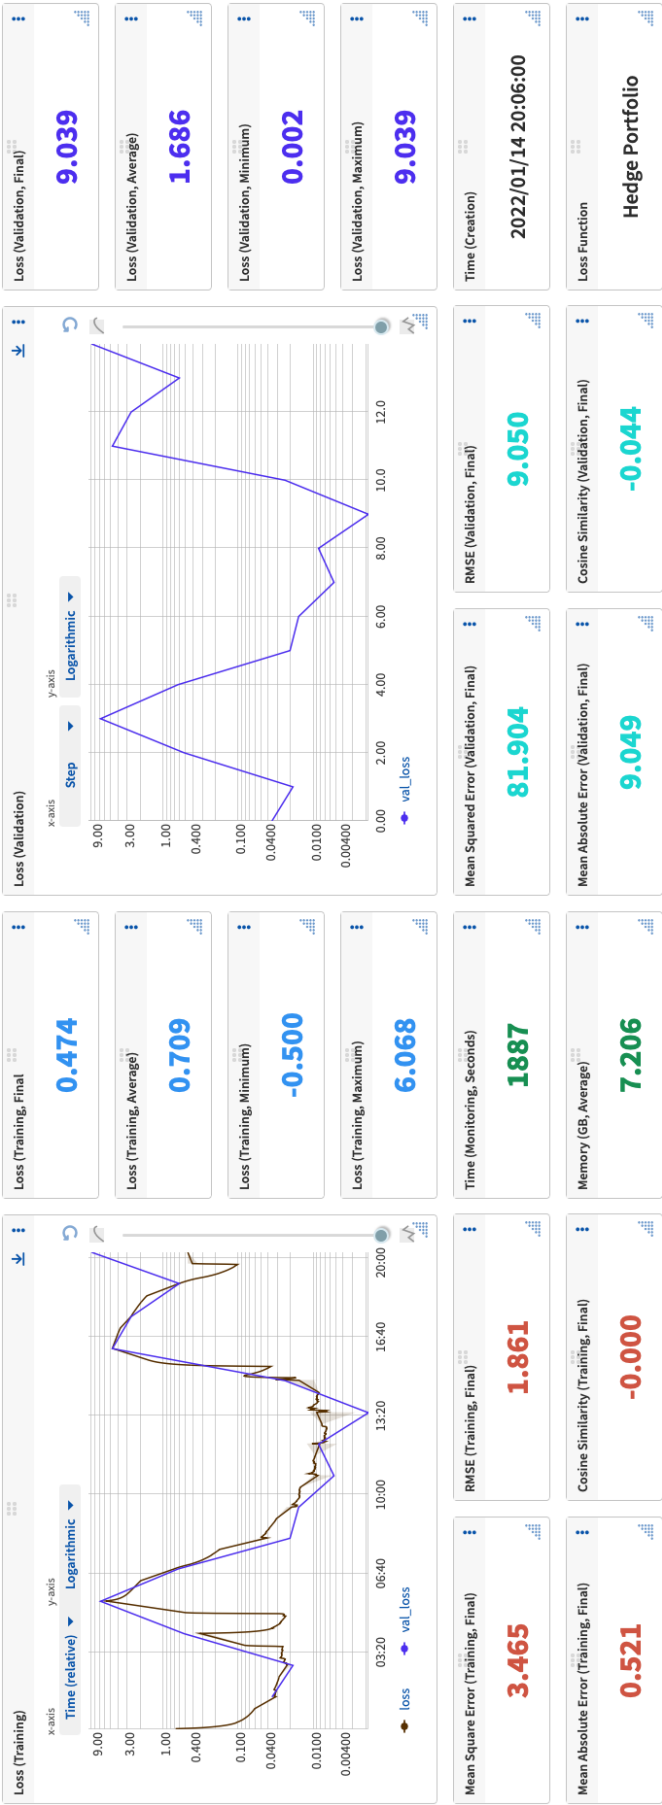 Loss (Training)
x-axis
y-axis
Time (relative)
Logarithmic
9.00
3.00
1.00
0.400
0.100
0.0400
0.0100
0.00400
03:20
06:40
10:00
13:20
16:40
20:00
loss
val_loss
Loss (Training, Final
0.474
Loss (Training, Average)
0.709
Loss (Training, Minimum)
-0.500
Loss (Training, Maximum)
6.068
Loss (Validation)
x-axis
y-axis
Step
Logarithmic
9.00
3.00
1.00
0.400
0.100
0.0400
0.0100
0.00400
0.00
2.00
4.00
6.00
8.00
10.0
12.0
val_loss
Loss (Validation, Final)
9.039
Loss (Validation, Average)
1.686
Loss (Validation, Minimum)
0.002
Loss (Validation, Maximum)
9.039
Mean Square Error (Training, Final)
3.465
RMSE (Training, Final)
1.861
Time (Monitoring, Seconds)
1887
Mean Squared Error (Validation, Final)
81.904
RMSE (Validation, Final)
9.050
Time (Creation)
2022/01/14 20:06:00
Mean Absolute Error (Training, Final)
0.521
Cosine Similarity (Training, Final)
-0.000
Memory (GB, Average)
7.206
Mean Absolute Error (Validation, Final)
9.049
Cosine Similarity (Validation, Final)
-0.044
Loss Function
Hedge Portfolio